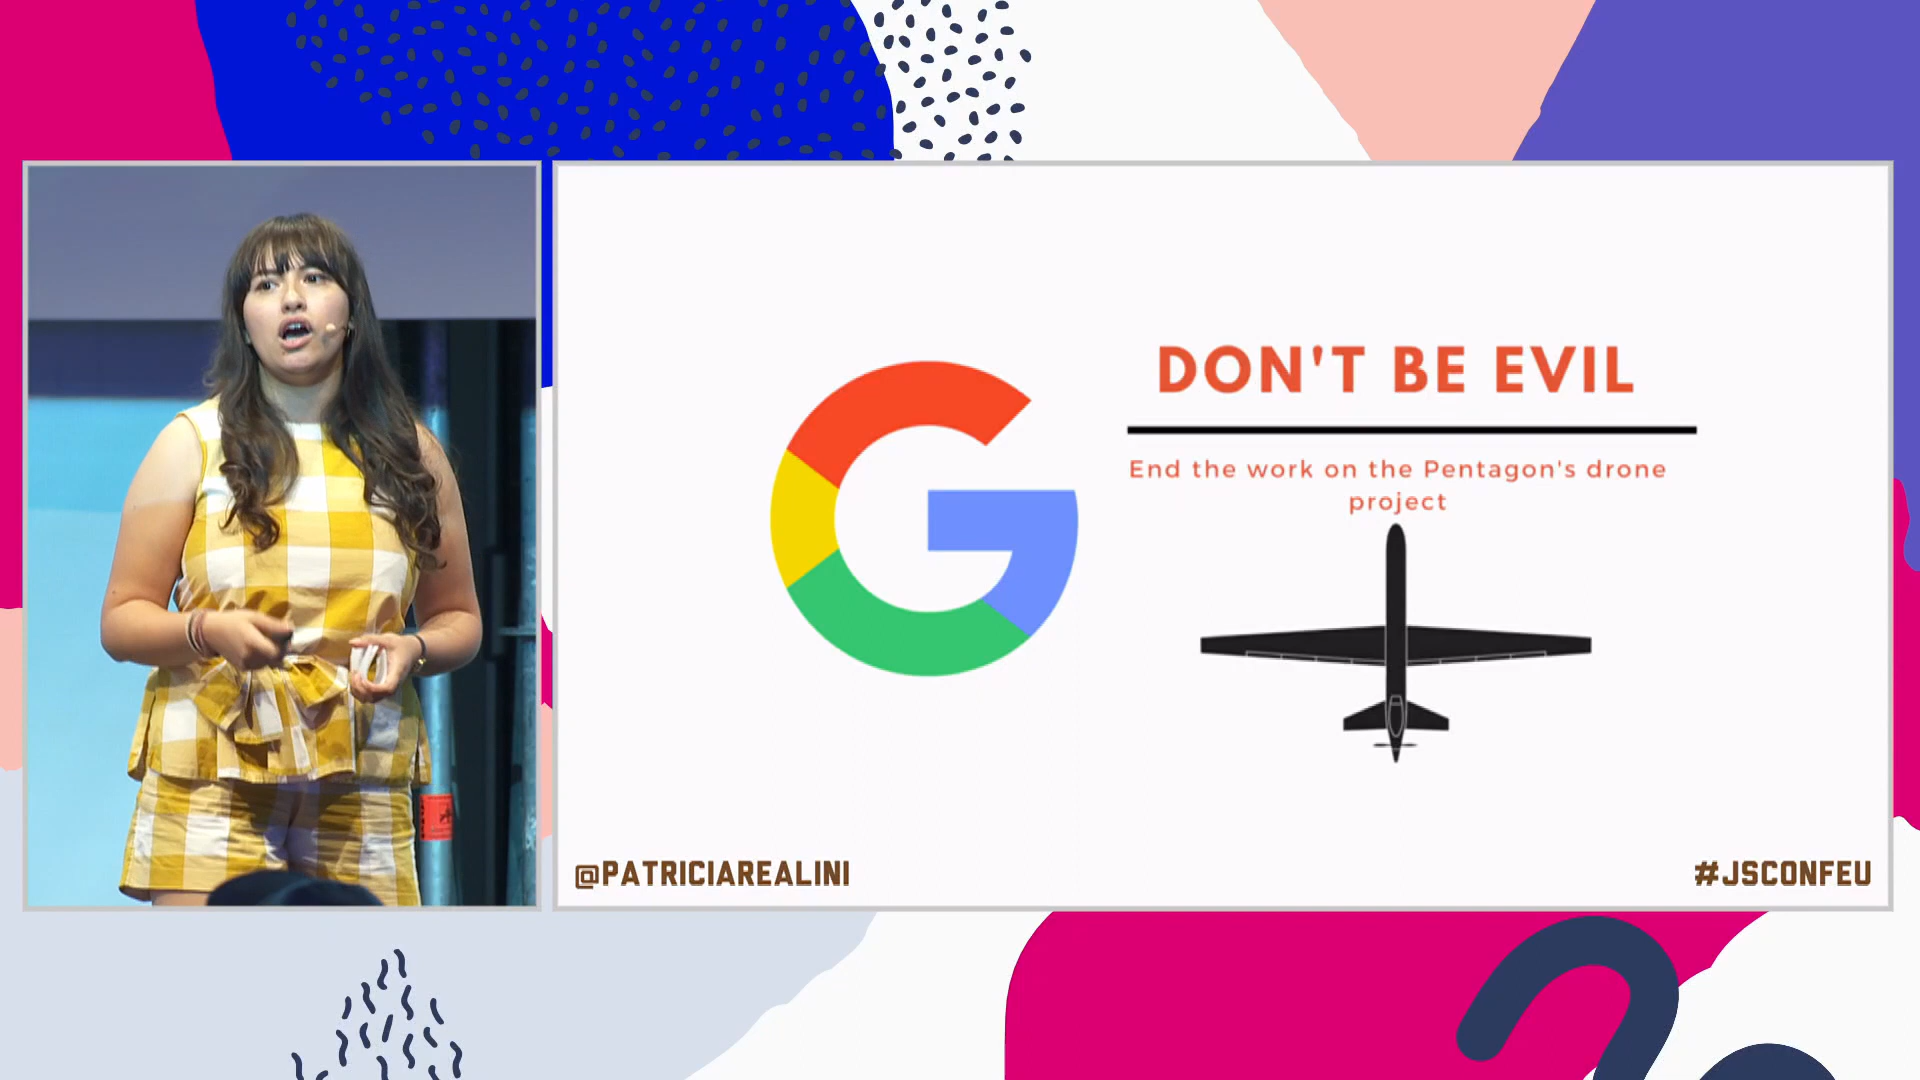 DON'T BE EVIL
End the work on the Pentagon's drone
project
@PATRICIAREALINI
#JSCONFEU